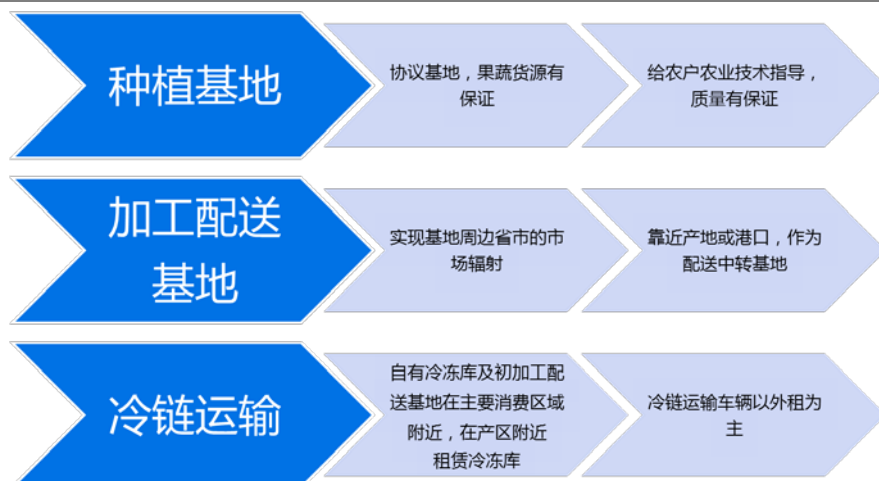 种植基地
协议基地，果蔬货源有
保证
给农户农业技术指导，
质量有保证
加工配送
基地
实现基地周边省市的市
场辐射
靠近产地或港口，作为
配送中转基地
冷链运输
自有冷冻库及初加工配
送基地在主要消费区域
附近，在产区附近
租赁冷冻库
冷链运输车辆以外租为
主